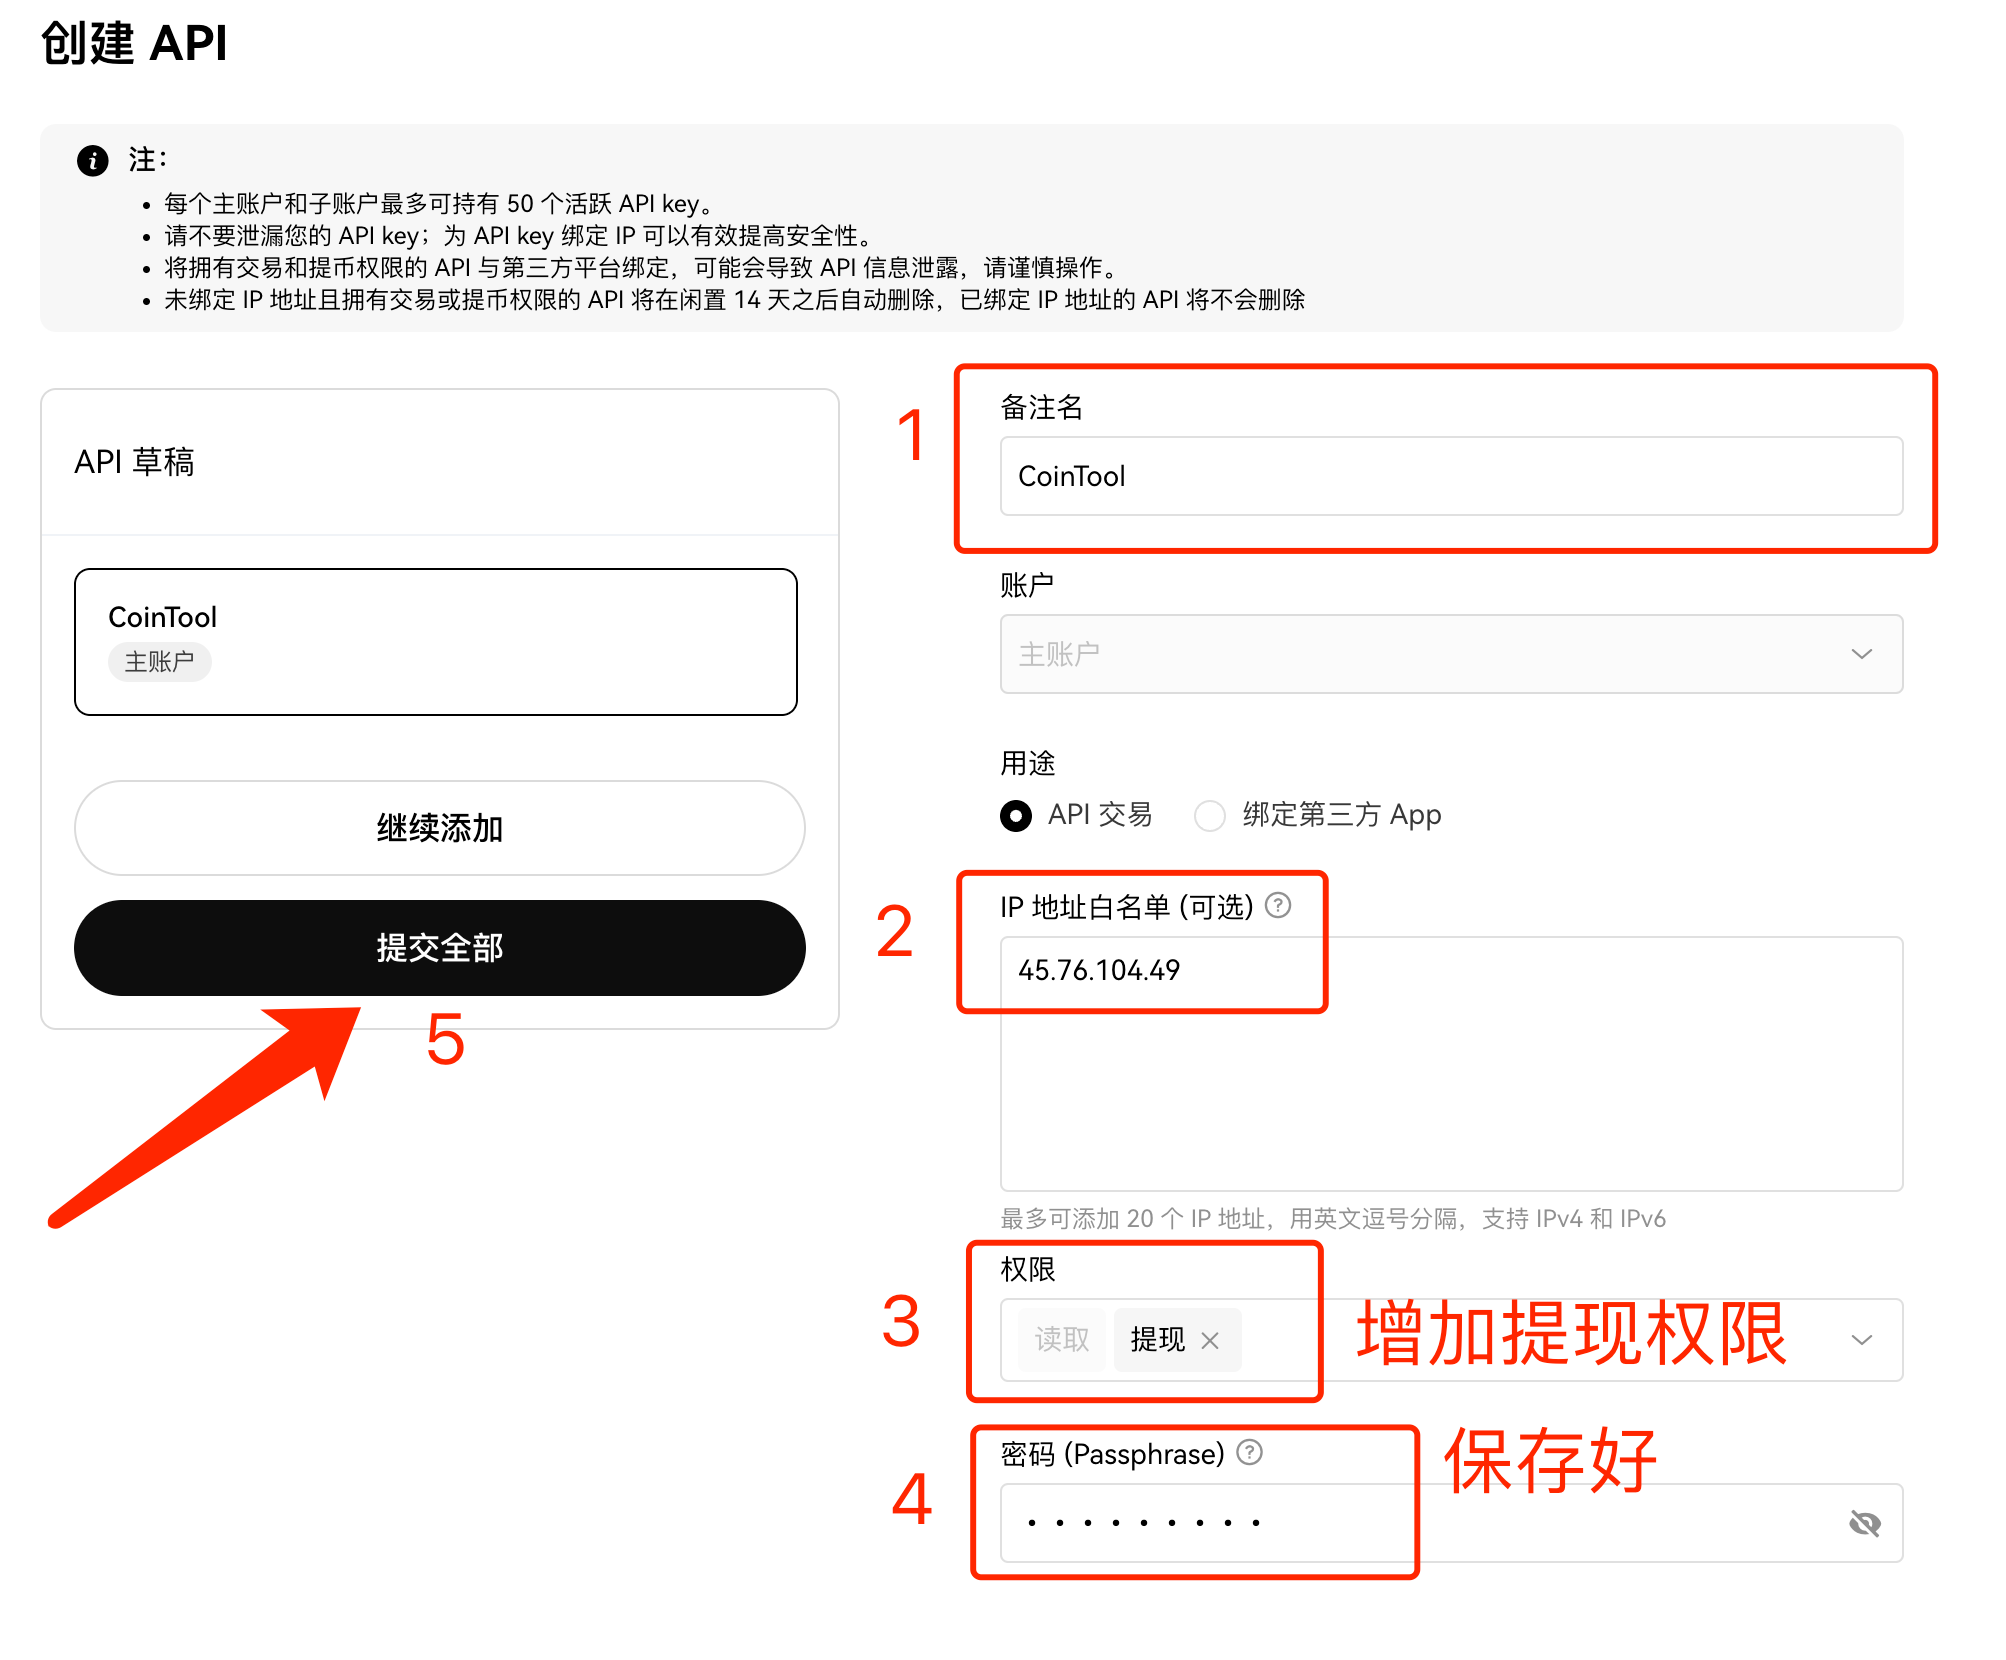 创建 API
注：
每个主账户和子账户最多可持有 50 个活跃 API key。
请不要泄漏您的 API key；为 API key 绑定 IP 可以有效提高安全性。
将拥有交易和提币权限的 API 与第三方平台绑定，可能会导致 API 信息泄露，请谨慎操作。
未绑定 IP 地址且拥有交易或提币权限的 API 将在闲置 14 天之后自动删除，已绑定 IP 地址的 API 将不会删除
API 草稿
CoinTool
主账户
继续添加
提交全部
5
1
备注名
CoinTool
账户
主账户
用途
API 交易 绑定第三方 App
2
IP 地址白名单 (可选)
45.76.104.49
最多可添加 20 个 IP 地址，用英文逗号分隔，支持 IPv4 和 IPv6
3
权限
读取 提现
增加提现权限
4
密码 (Passphrase)
保存好